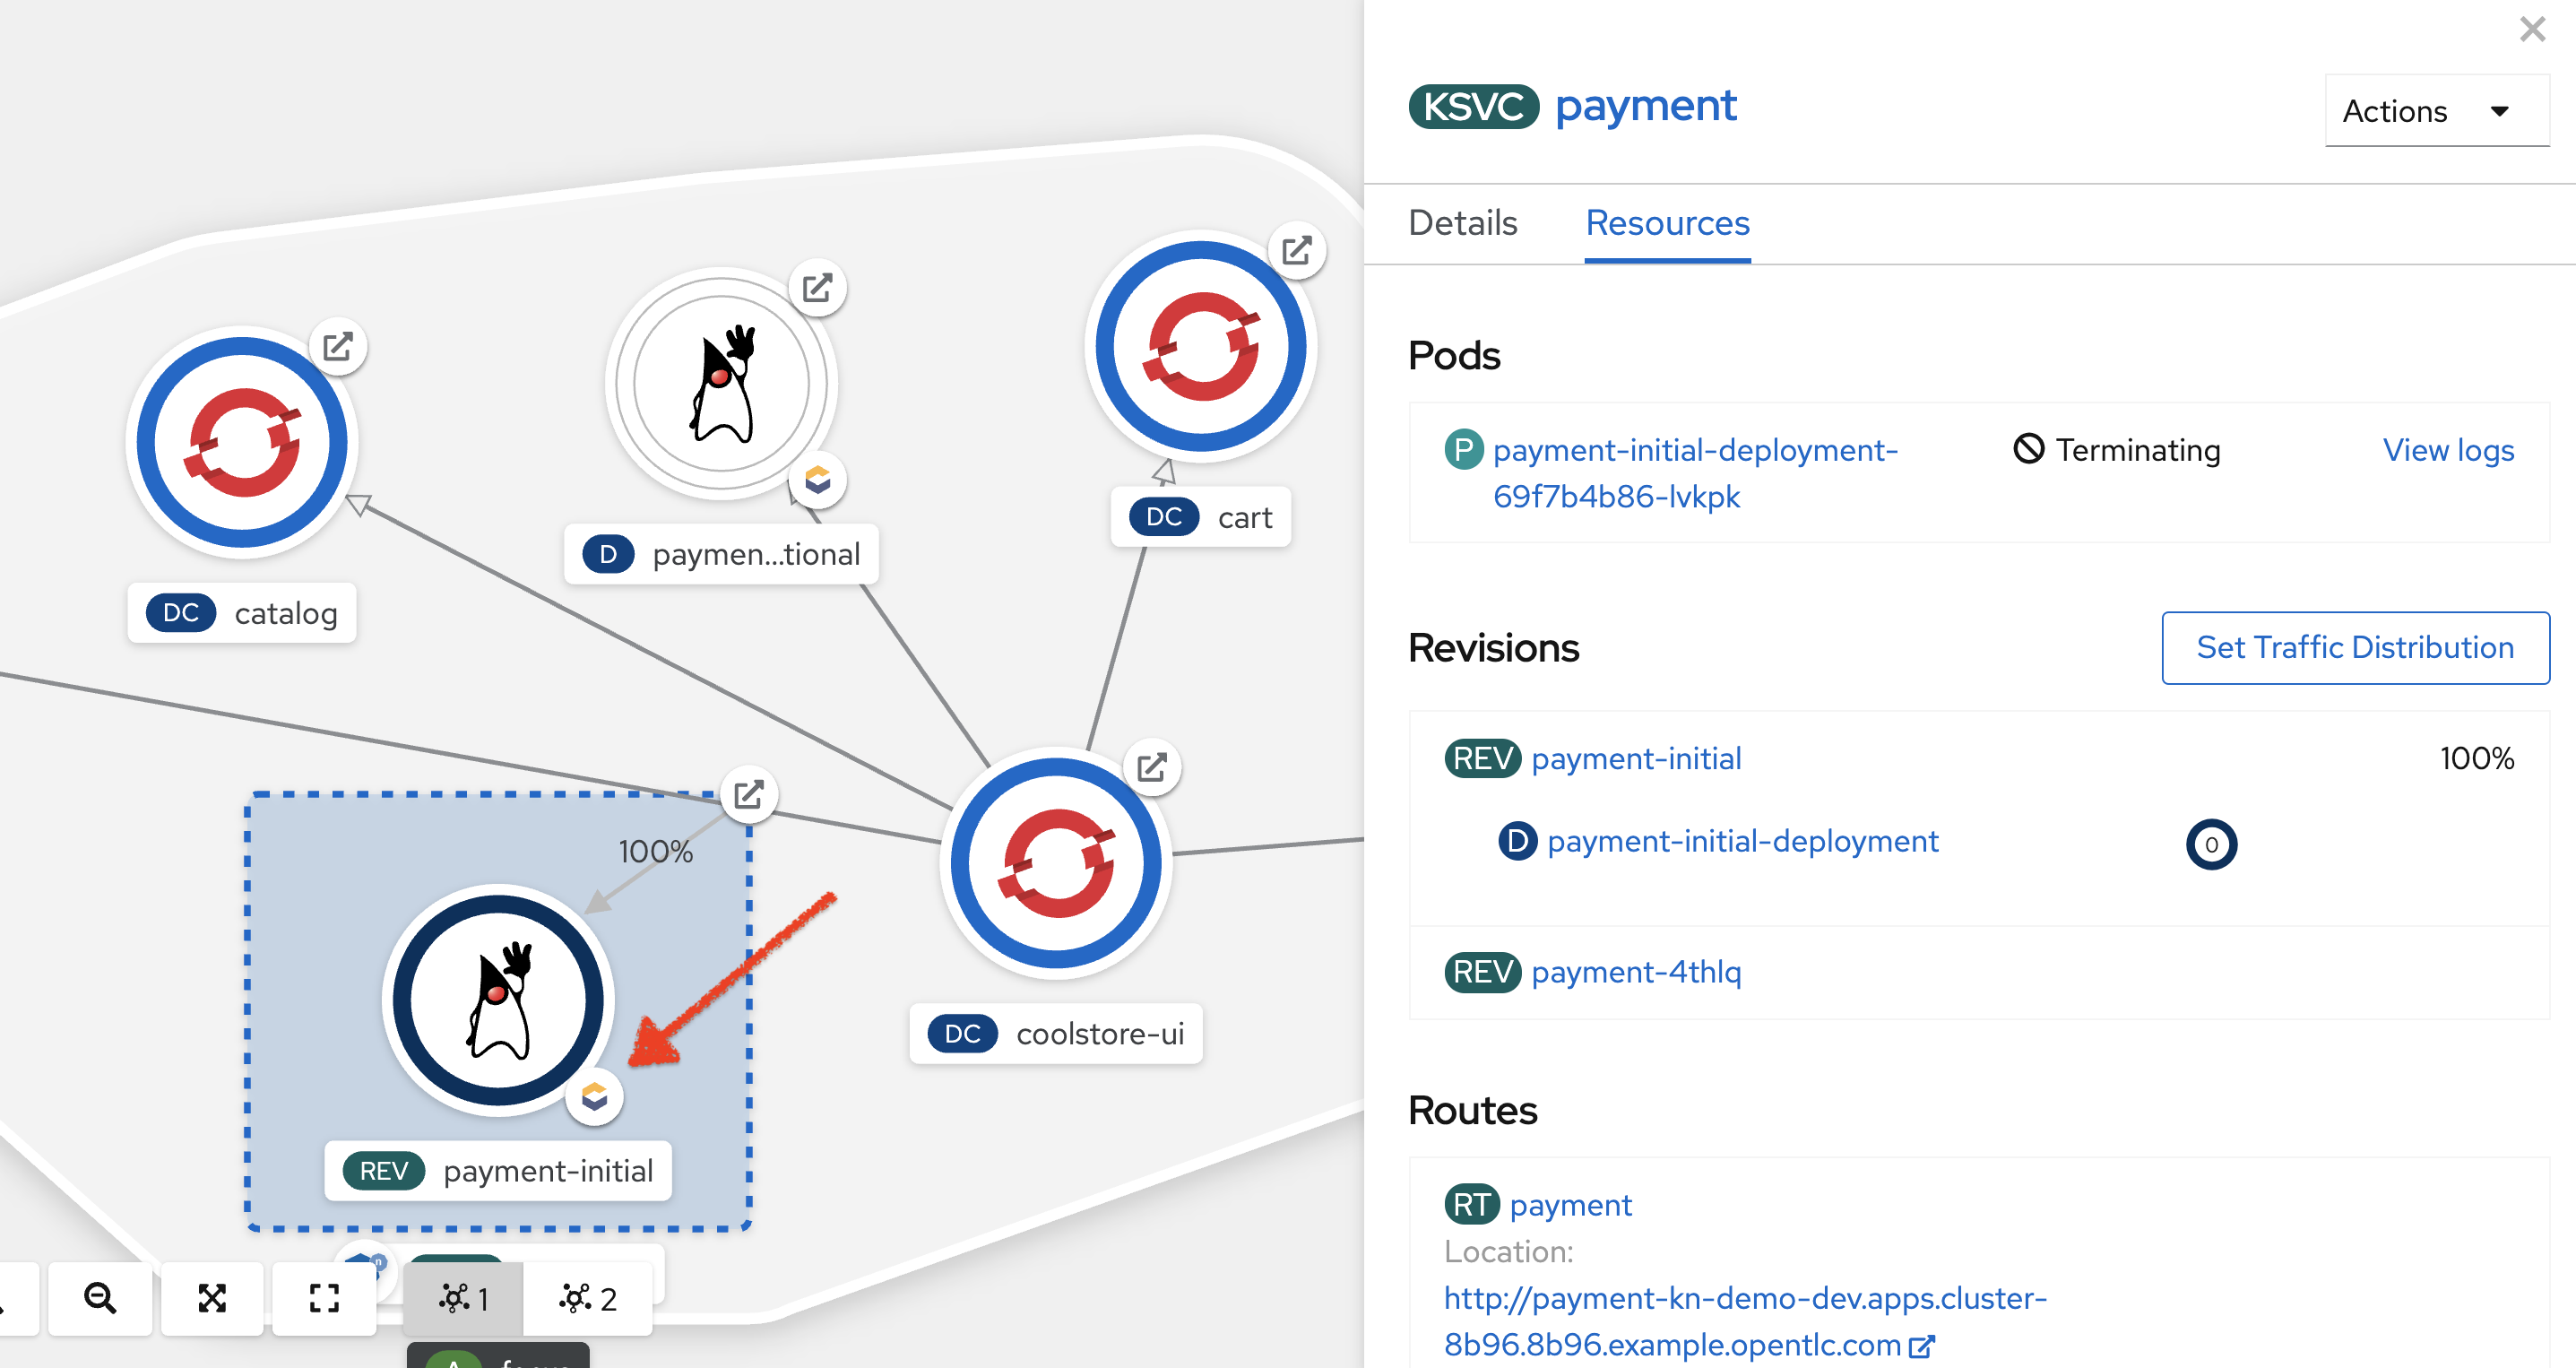 DC catalog
D paymen...tional
DC cart
100%
REV payment-initial
DC coolstore-ui
1
2
KSVC payment
Actions
Details
Resources
Pods
P payment-initial-deployment-
69f7b4b86-lvkpk
Terminating
View logs
Revisions
Set Traffic Distribution
REV payment-initial
100%
D payment-initial-deployment
0
REV payment-4thlq
Routes
RT payment
Location:
http://payment-kn-demo-dev.apps.cluster-
8b96.8b96.example.opentlc.com